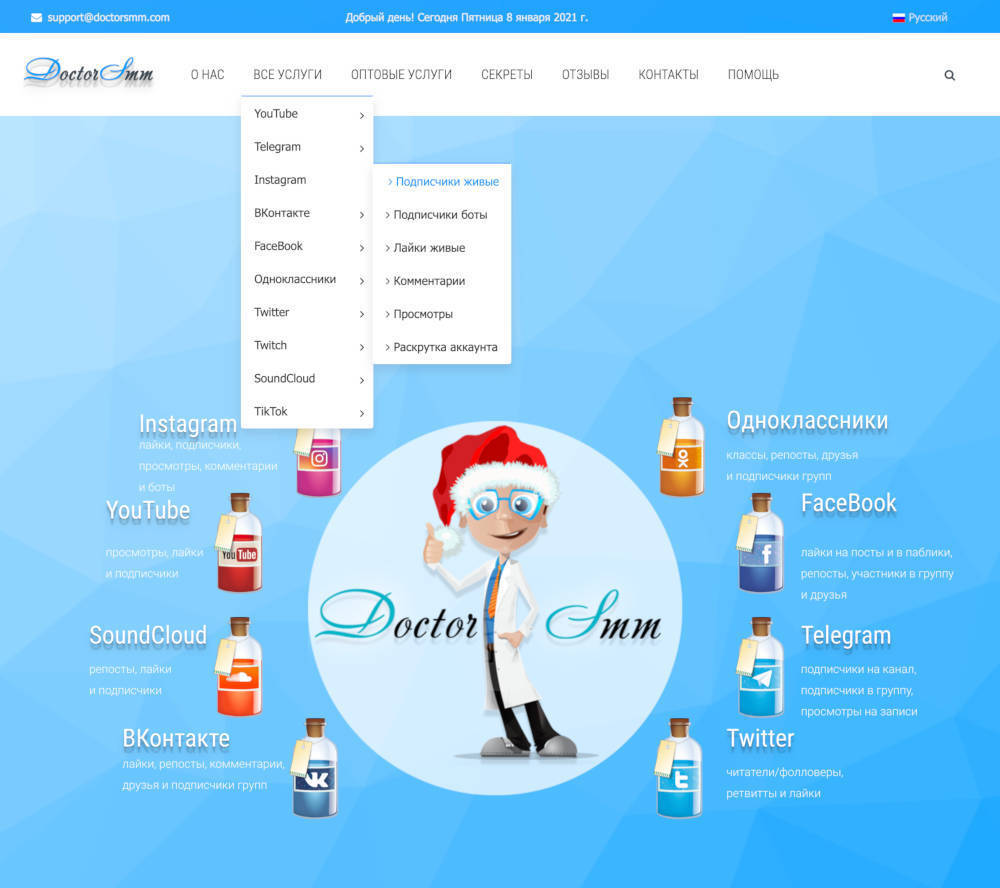 support@doctorsmm.com
Добрый день! Сегодня Пятница 8 января 2021 г.
Русский
Doctor Smm
О НАС
ВСЕ УСЛУГИ
ОПТОВЫЕ УСЛУГИ
СЕКРЕТЫ
ОТЗЫВЫ
КОНТАКТЫ
ПОМОЩЬ
YouTube
Telegram
Instagram
ВКонтакте
FaceBook
Одноклассники
Twitter
Twitch
SoundCloud
TikTok
Подписчики живые
Подписчики боты
Лайки живые
Комментарии
Просмотры
Раскрутка аккаунта
Instagram
лайки, подписчики,
просмотры, комментарии
и боты
YouTube
просмотры, лайки
и подписчики
YouTube
SoundCloud
репосты, лайки
и подписчики
ВКонтакте
лайки, репосты, комментарии,
друзья и подписчики групп
Doctor Smm
Одноклассники
классы, репосты, друзья
и подписчики групп
FaceBook
лайки на посты и в паблики,
репосты, участники в группу
и друзья
Telegram
подписчики на канал,
подписчики в группу,
просмотры на записи
Twitter
читатели/фолловеры,
ретвитты и лайки